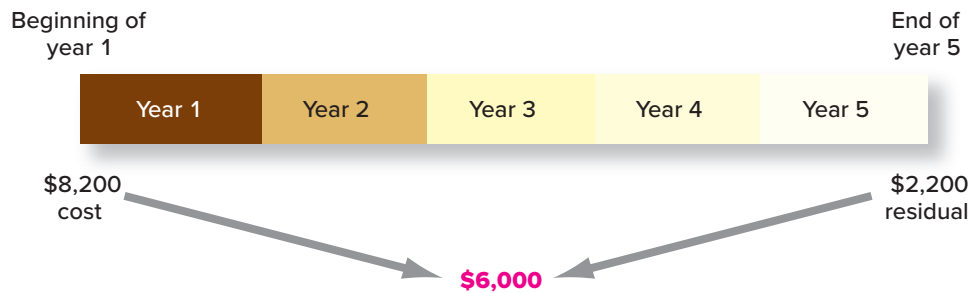 Beginning of
year 1
End of
year 5
Year 1
Year 2
Year 3
Year 4
Year 5
$8,200
cost
$2,200
residual
$6,000